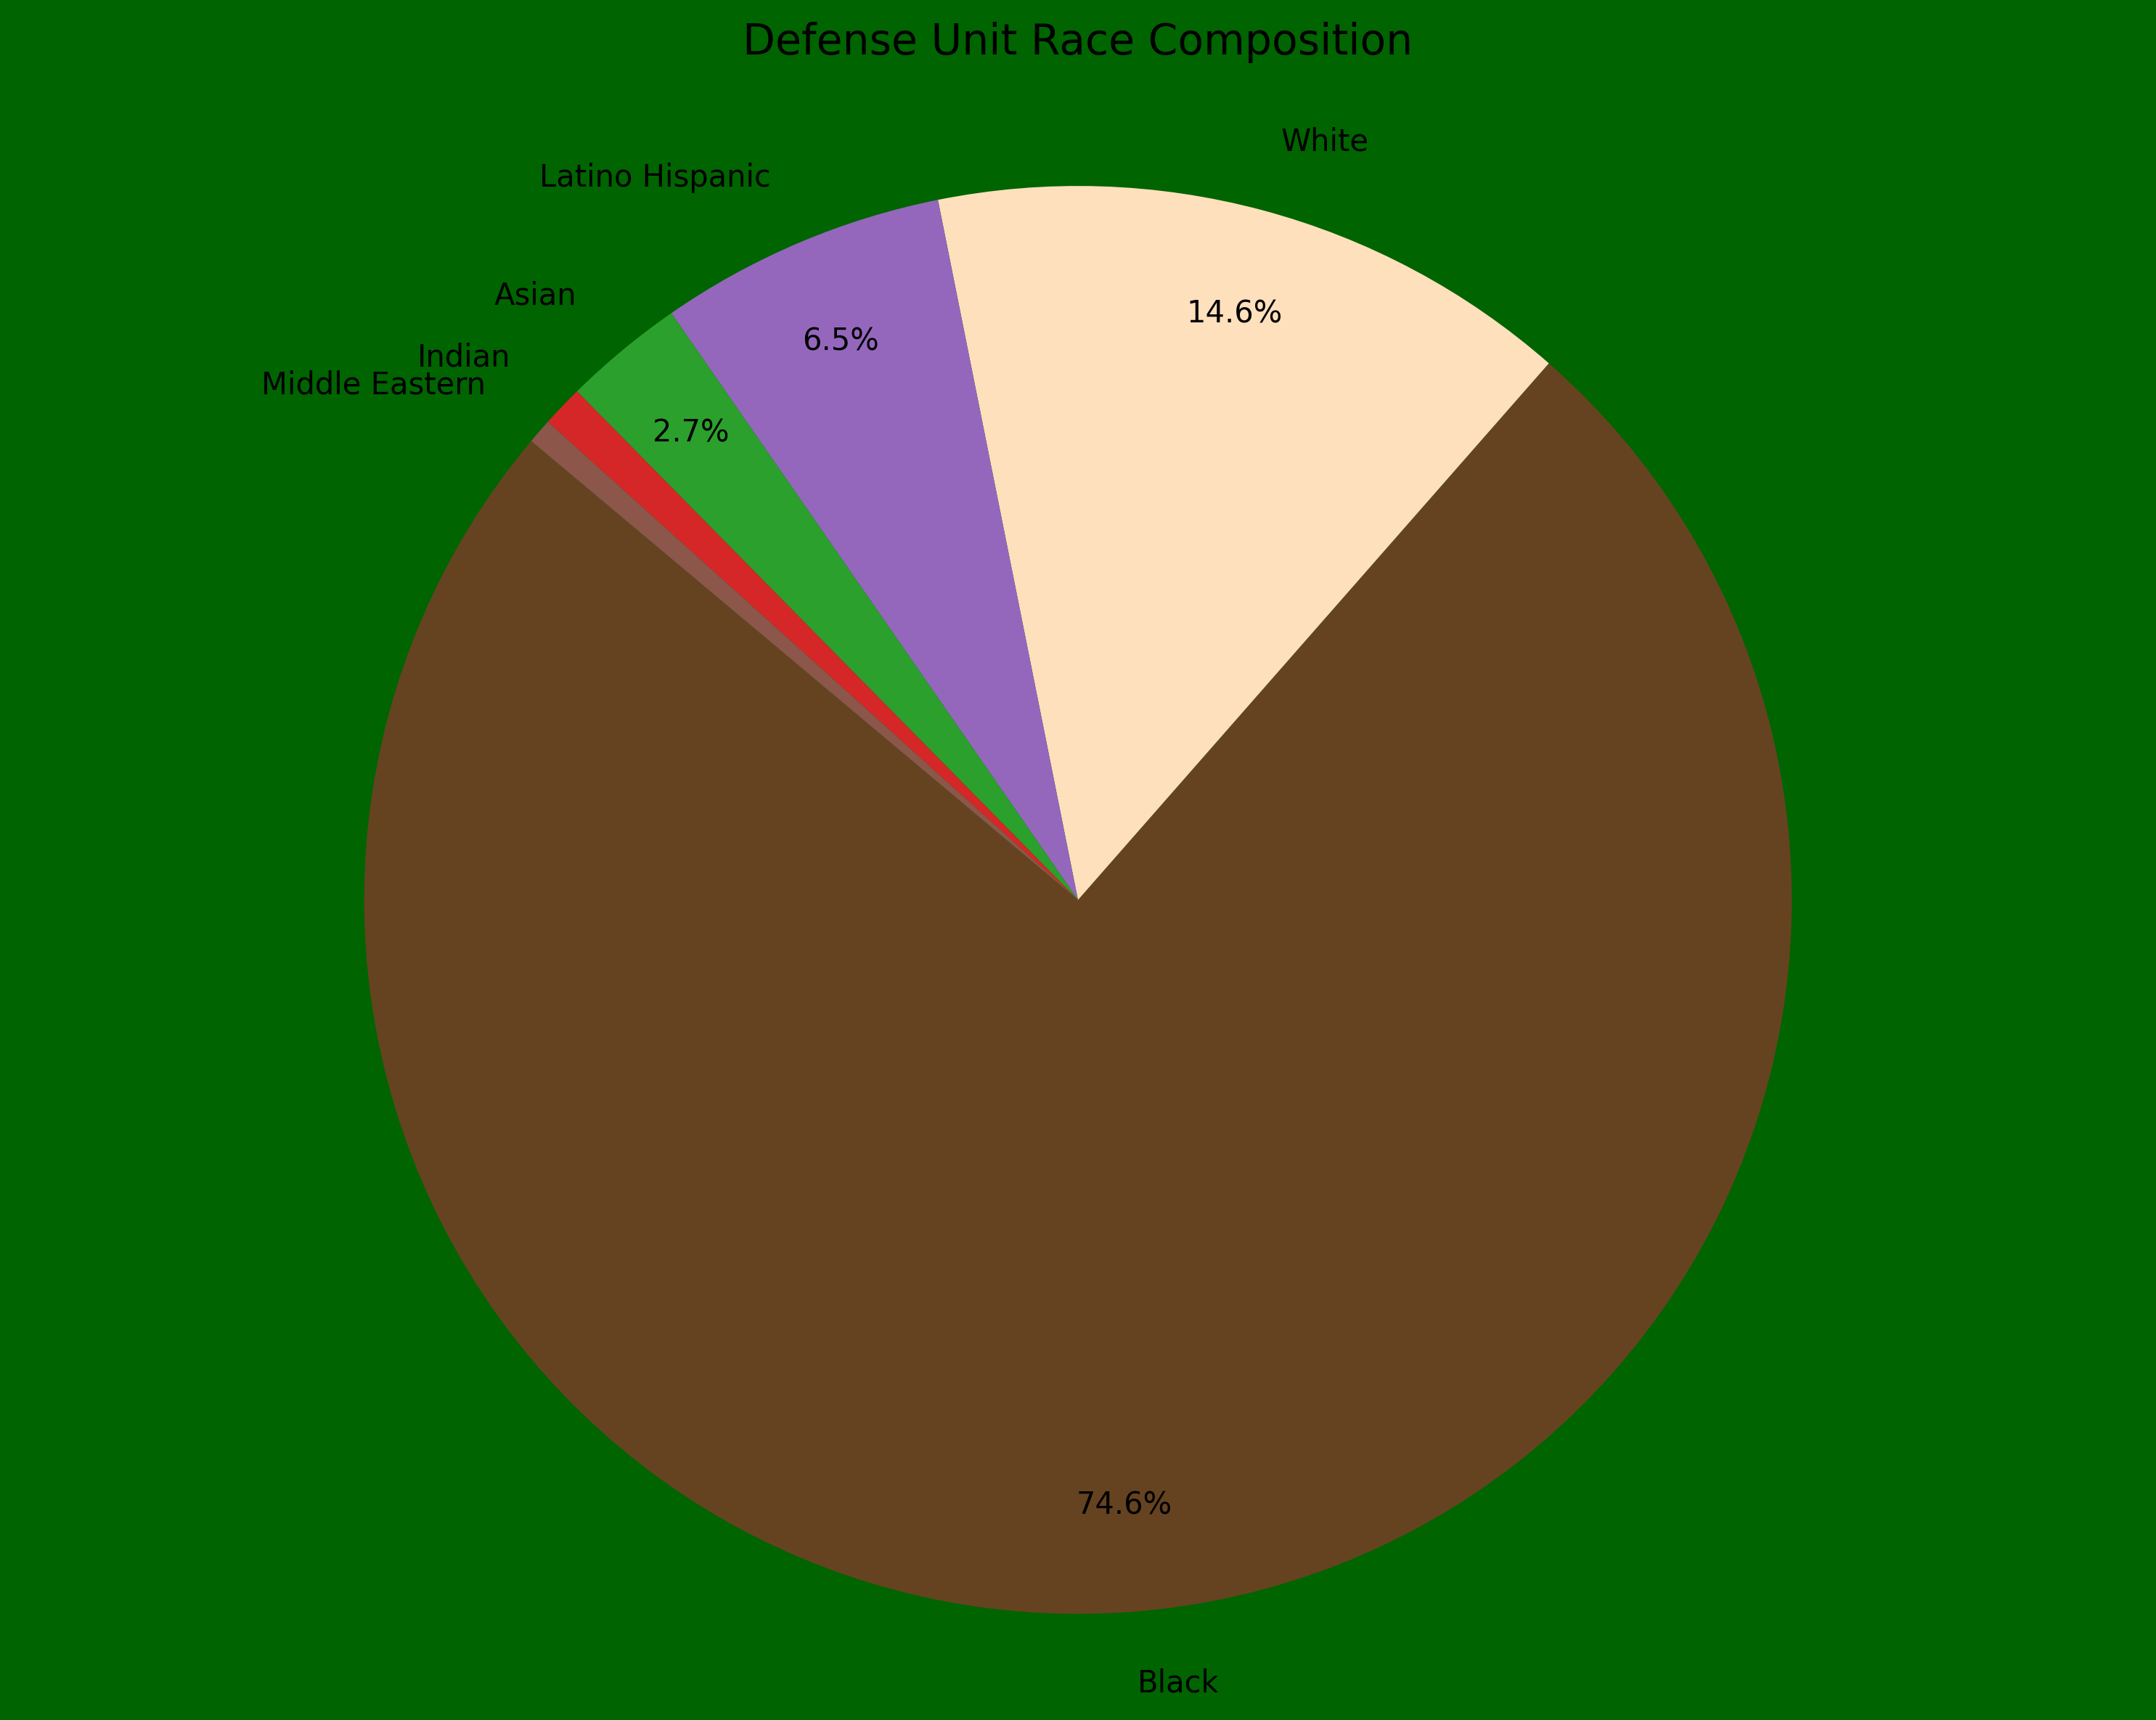 Defense Unit Race Composition
White
Latino Hispanic
Asian
14.6%
6.5%
Indian
Middle Eastern
2.7%
74.6%
Black